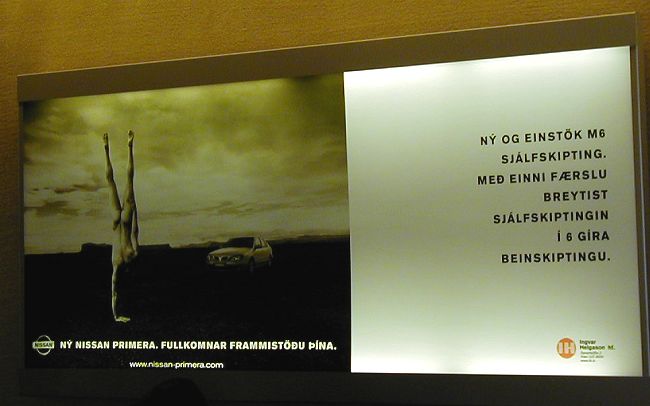 NISSAN
NÝ NISSAN PRIMERA. FULLKOMNAR FRAMMISTÖÐU ÞÍNA.
www.nissan-primera.com
NÝ OG EINSTÖK M6
SJÁLFSKIPTING.
MEÐ EINNI FÆRSLU
BREYTIST
SJÁLFSKIPTINGIN
Í 6 GÍRA
BEINSKIPTINGU.
IH
Ingvar
Helgason hf.